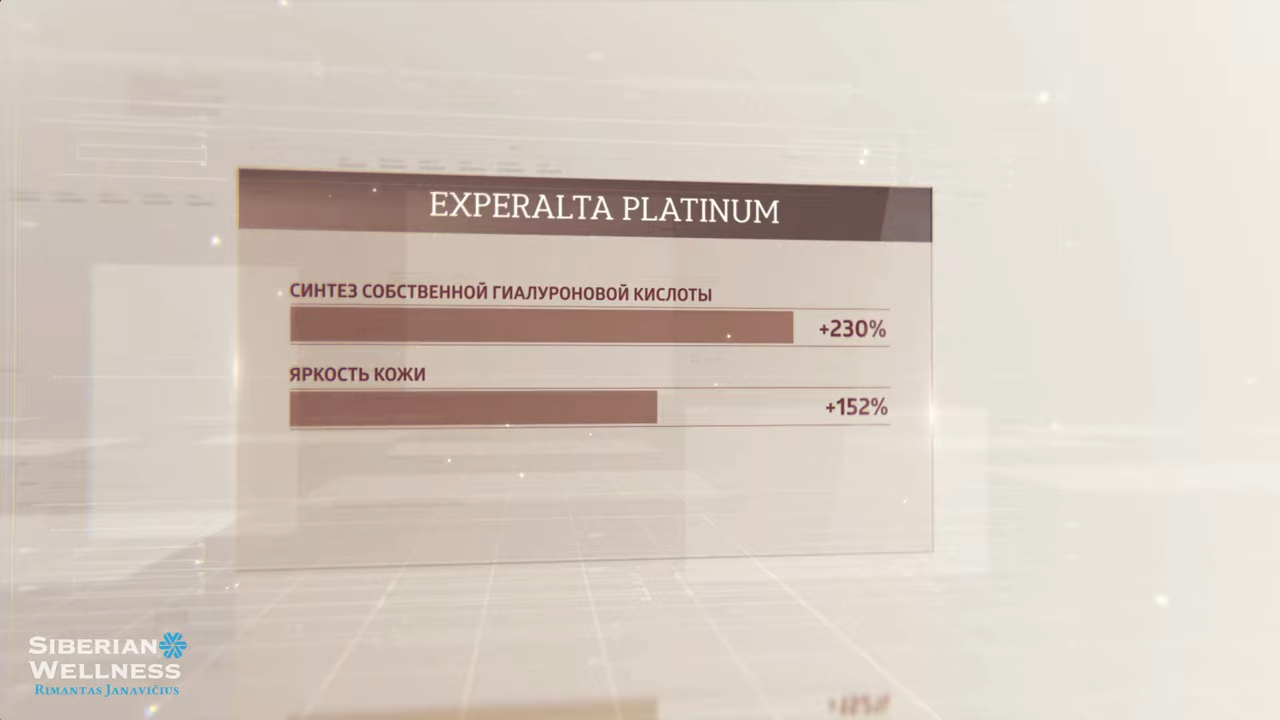 EXPERALTA PLATINUM
СИНТЕЗ СОБСТВЕННОЙ ГИАЛУРОНОВОЙ КИСЛОТЫ
+230%
ЯРКОСТЬ КОЖИ
+152%
SIBERIAN
WELLNESS
RIMANTAS JANAVIČIUS